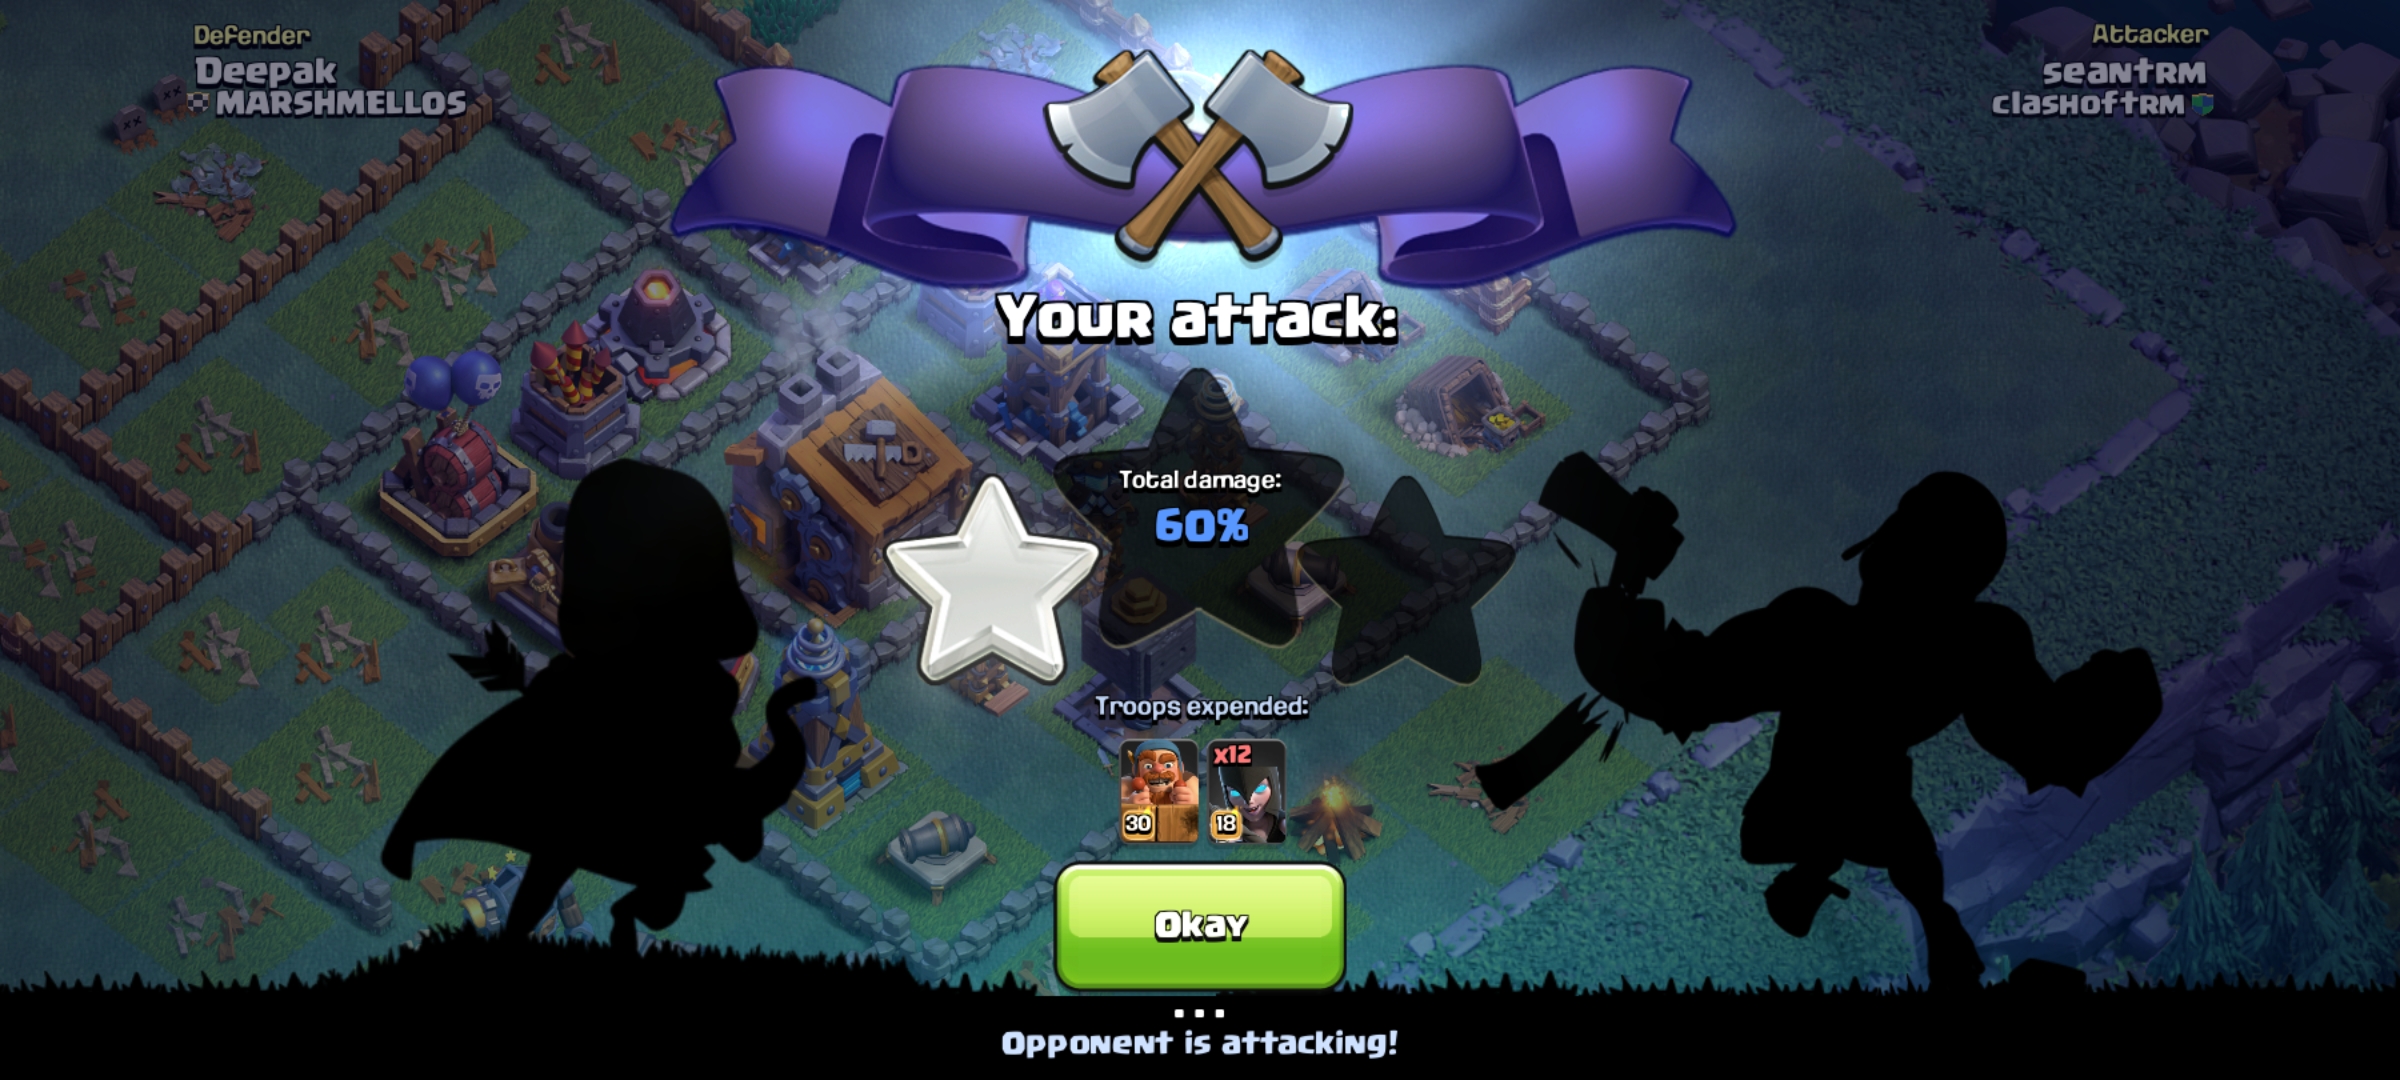 Defender
Deepak
MARSHMELLOS
Attacker
seantRM
clashoftRM
Your attack:
Total damage:
60%
Troops expended:
30
x12
18
Okay
...
Opponent is attacking!